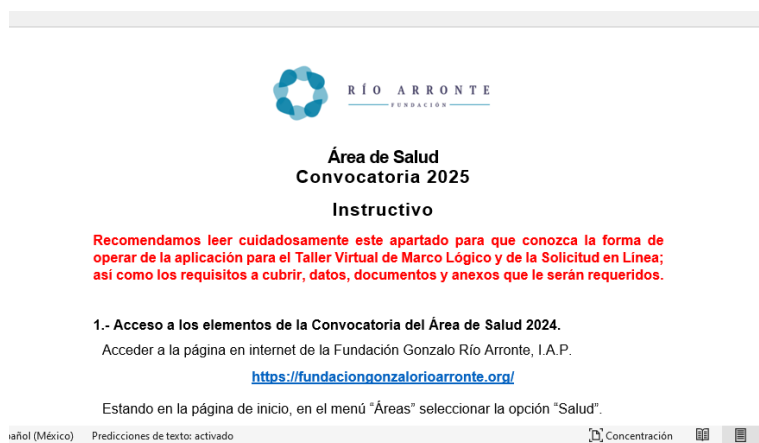 RÍO ARRONTE
FUNDACIÓN
Área de Salud
Convocatoria 2025
Instructivo
Recomendamos leer cuidadosamente este apartado para que conozca la forma de
operar de la aplicación para el Taller Virtual de Marco Lógico y de la Solicitud en Línea;
así como los requisitos a cubrir, datos, documentos y anexos que le serán requeridos.
1.- Acceso a los elementos de la Convocatoria del Área de Salud 2024.
Acceder a la página en internet de la Fundación Gonzalo Río Arronte, I.A.P.
https://fundaciongonzalorioarronte.org/
Estando en la página de inicio, en el menú “Áreas” seleccionar la opción “Salud”.
añol (México) Predicciones de texto: activado Concentración